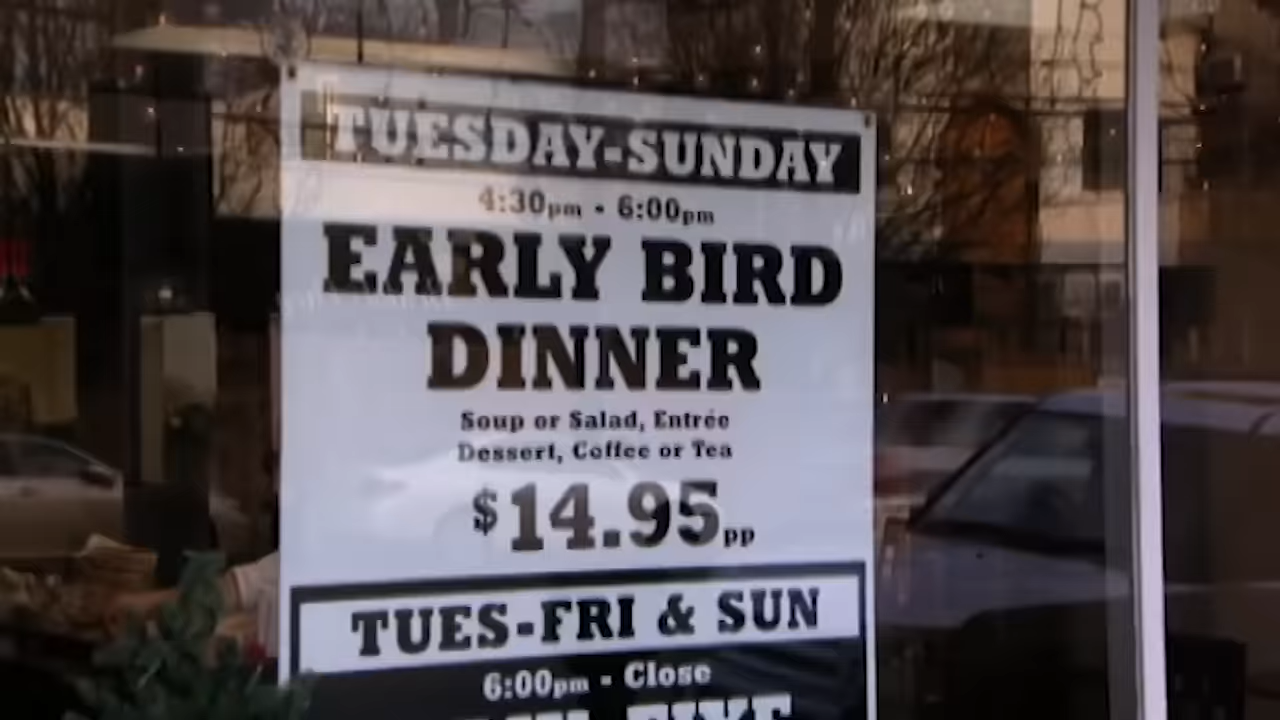 TUESDAY-SUNDAY
4:30pm - 6:00pm
EARLY BIRD
DINNER
Soup or Salad, Entrée
Dessert, Coffee or Tea
$14.95pp
TUES-FRI & SUN
6:00pm - Close